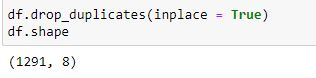 df.drop_duplicates(inplace = True)
df.shape
(1291, 8)